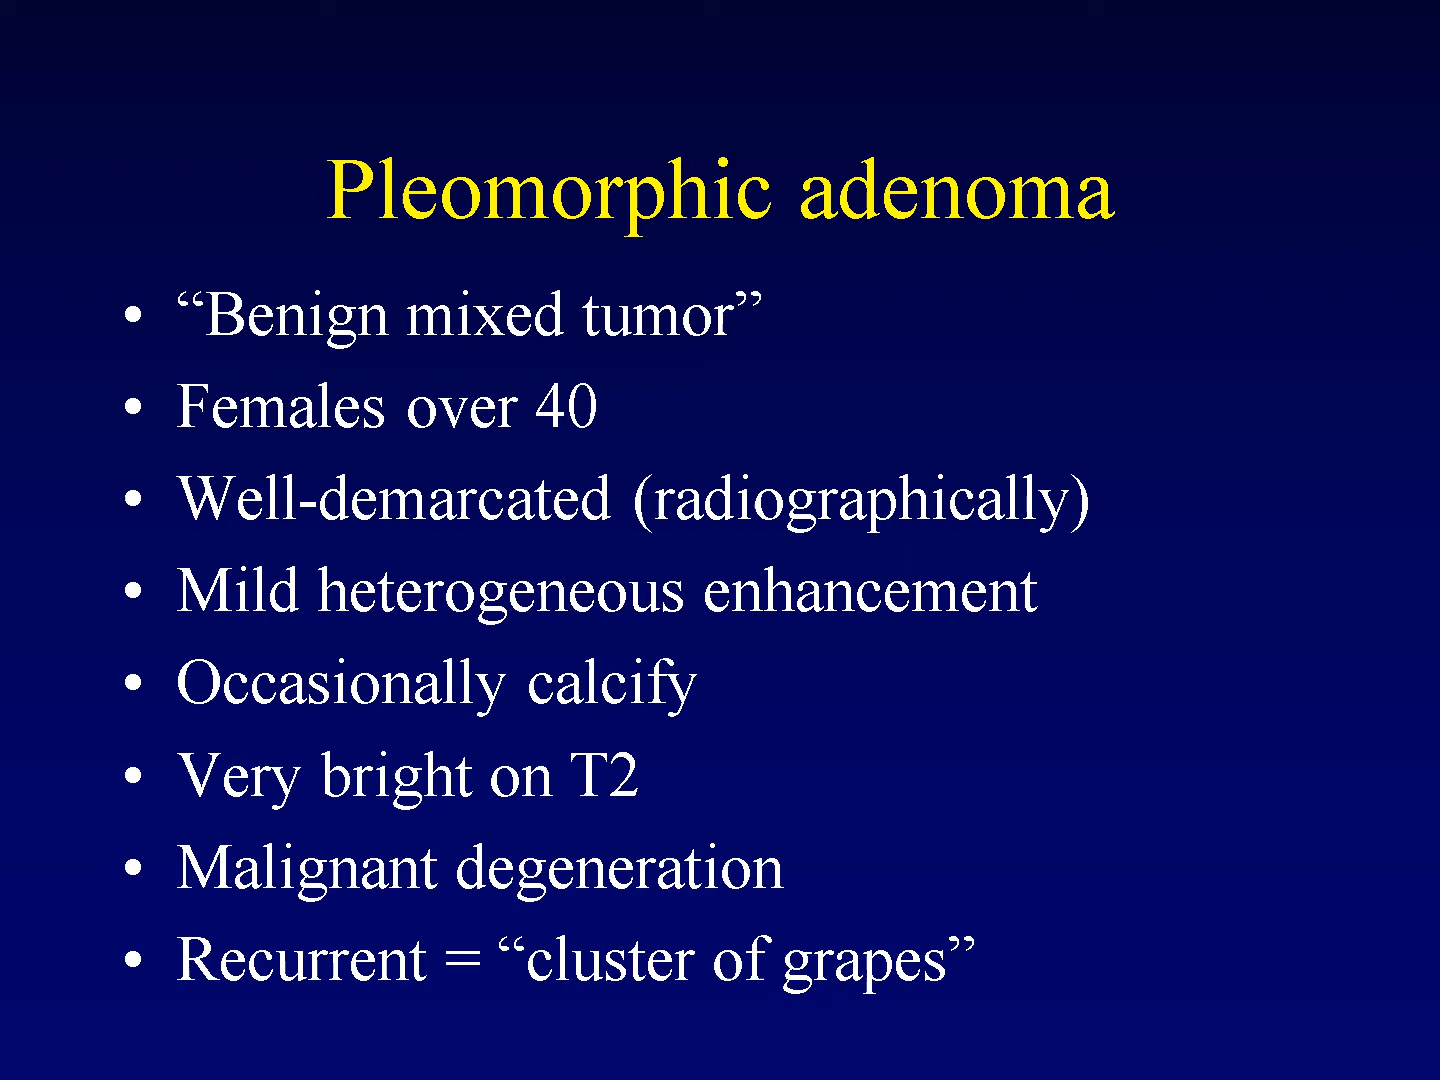 Pleomorphic adenoma
• “Benign mixed tumor”
• Females over 40
• Well-demarcated (radiographically)
• Mild heterogeneous enhancement
• Occasionally calcify
• Very bright on T2
• Malignant degeneration
• Recurrent = “cluster of grapes”